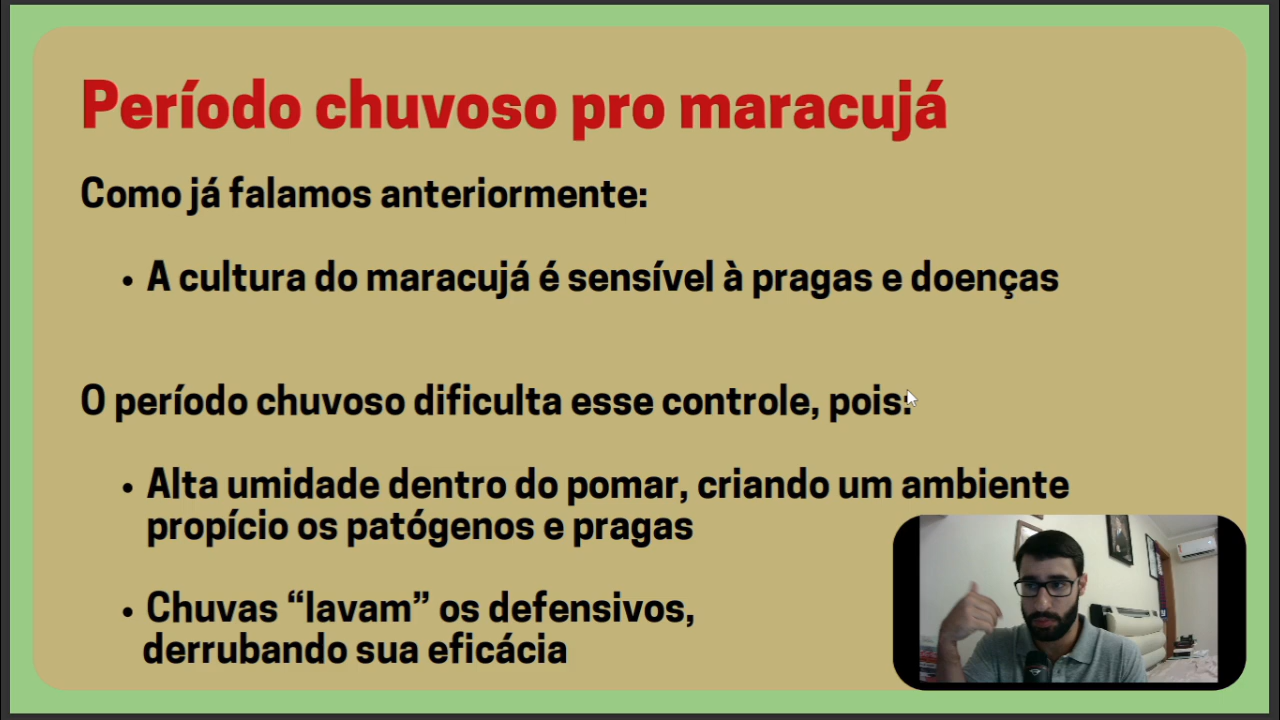 Período chuvoso pro maracujá
Como já falamos anteriormente:
• A cultura do maracujá é sensível à pragas e doenças
O período chuvoso dificulta esse controle, pois:
• Alta umidade dentro do pomar, criando um ambiente
propício os patógenos e pragas
• Chuvas “lavam” os defensivos,
derrubando sua eficácia